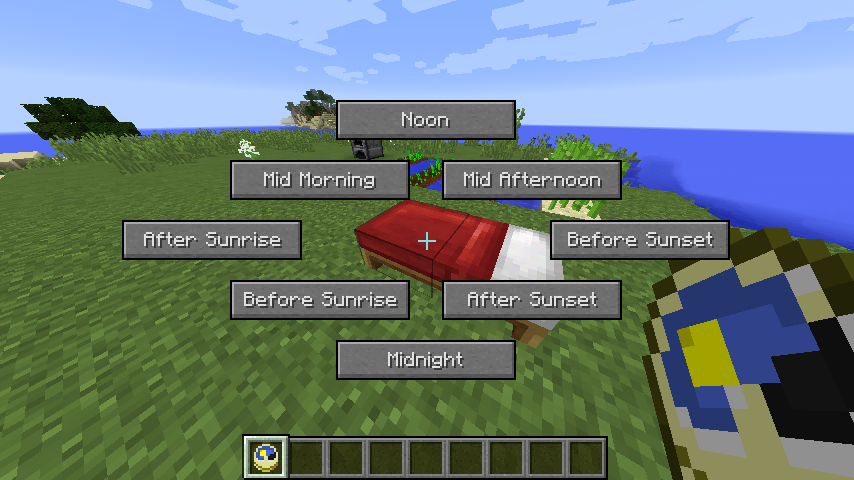 Noon
Mid Morning
Mid Afternoon
After Sunrise
Before Sunset
Before Sunrise
After Sunset
Midnight